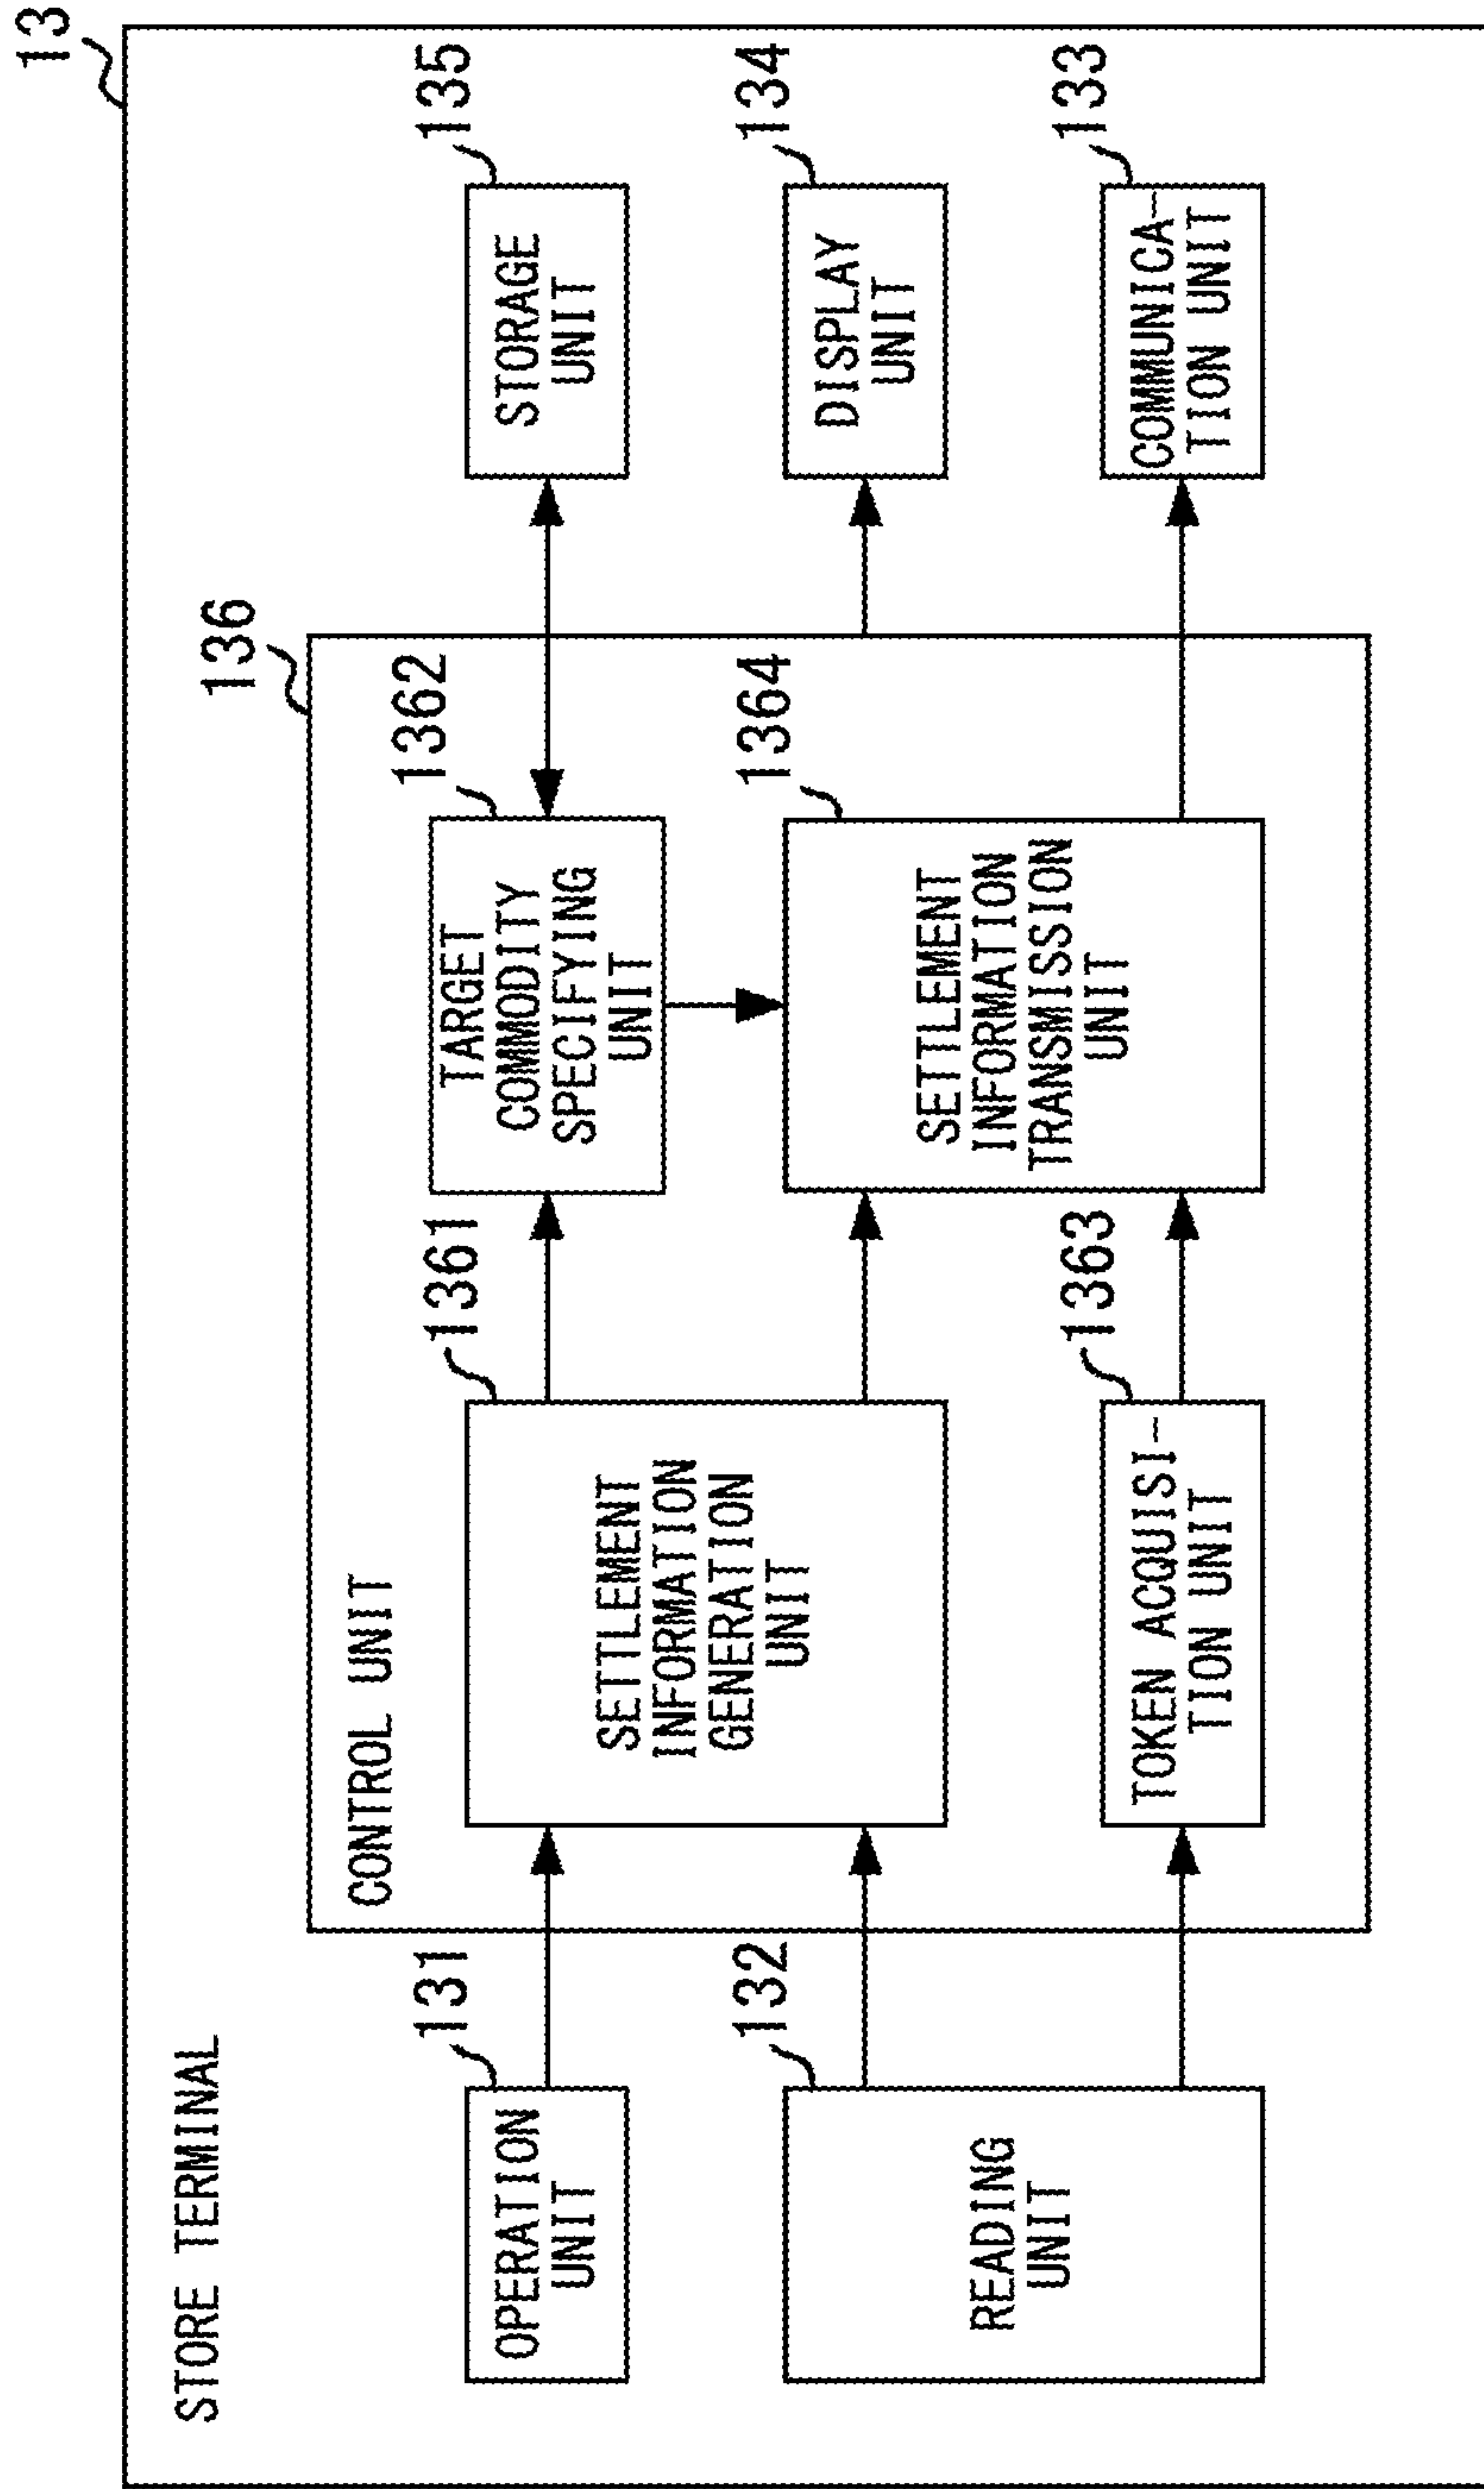 13
STORE TERMINAL
136
CONTROL UNIT
131
OPERATION
UNIT
132
READING
UNIT
1361
SETTLEMENT
INFORMATION
GENERATION
UNIT
1363
TOKEN ACQUISI-
TION UNIT
1362
TARGET
COMMODITY
SPECIFYING
UNIT
1364
SETTLEMENT
INFORMATION
TRANSMISSION
UNIT
135
STORAGE
UNIT
134
DISPLAY
UNIT
133
COMMUNICA-
TION UNIT